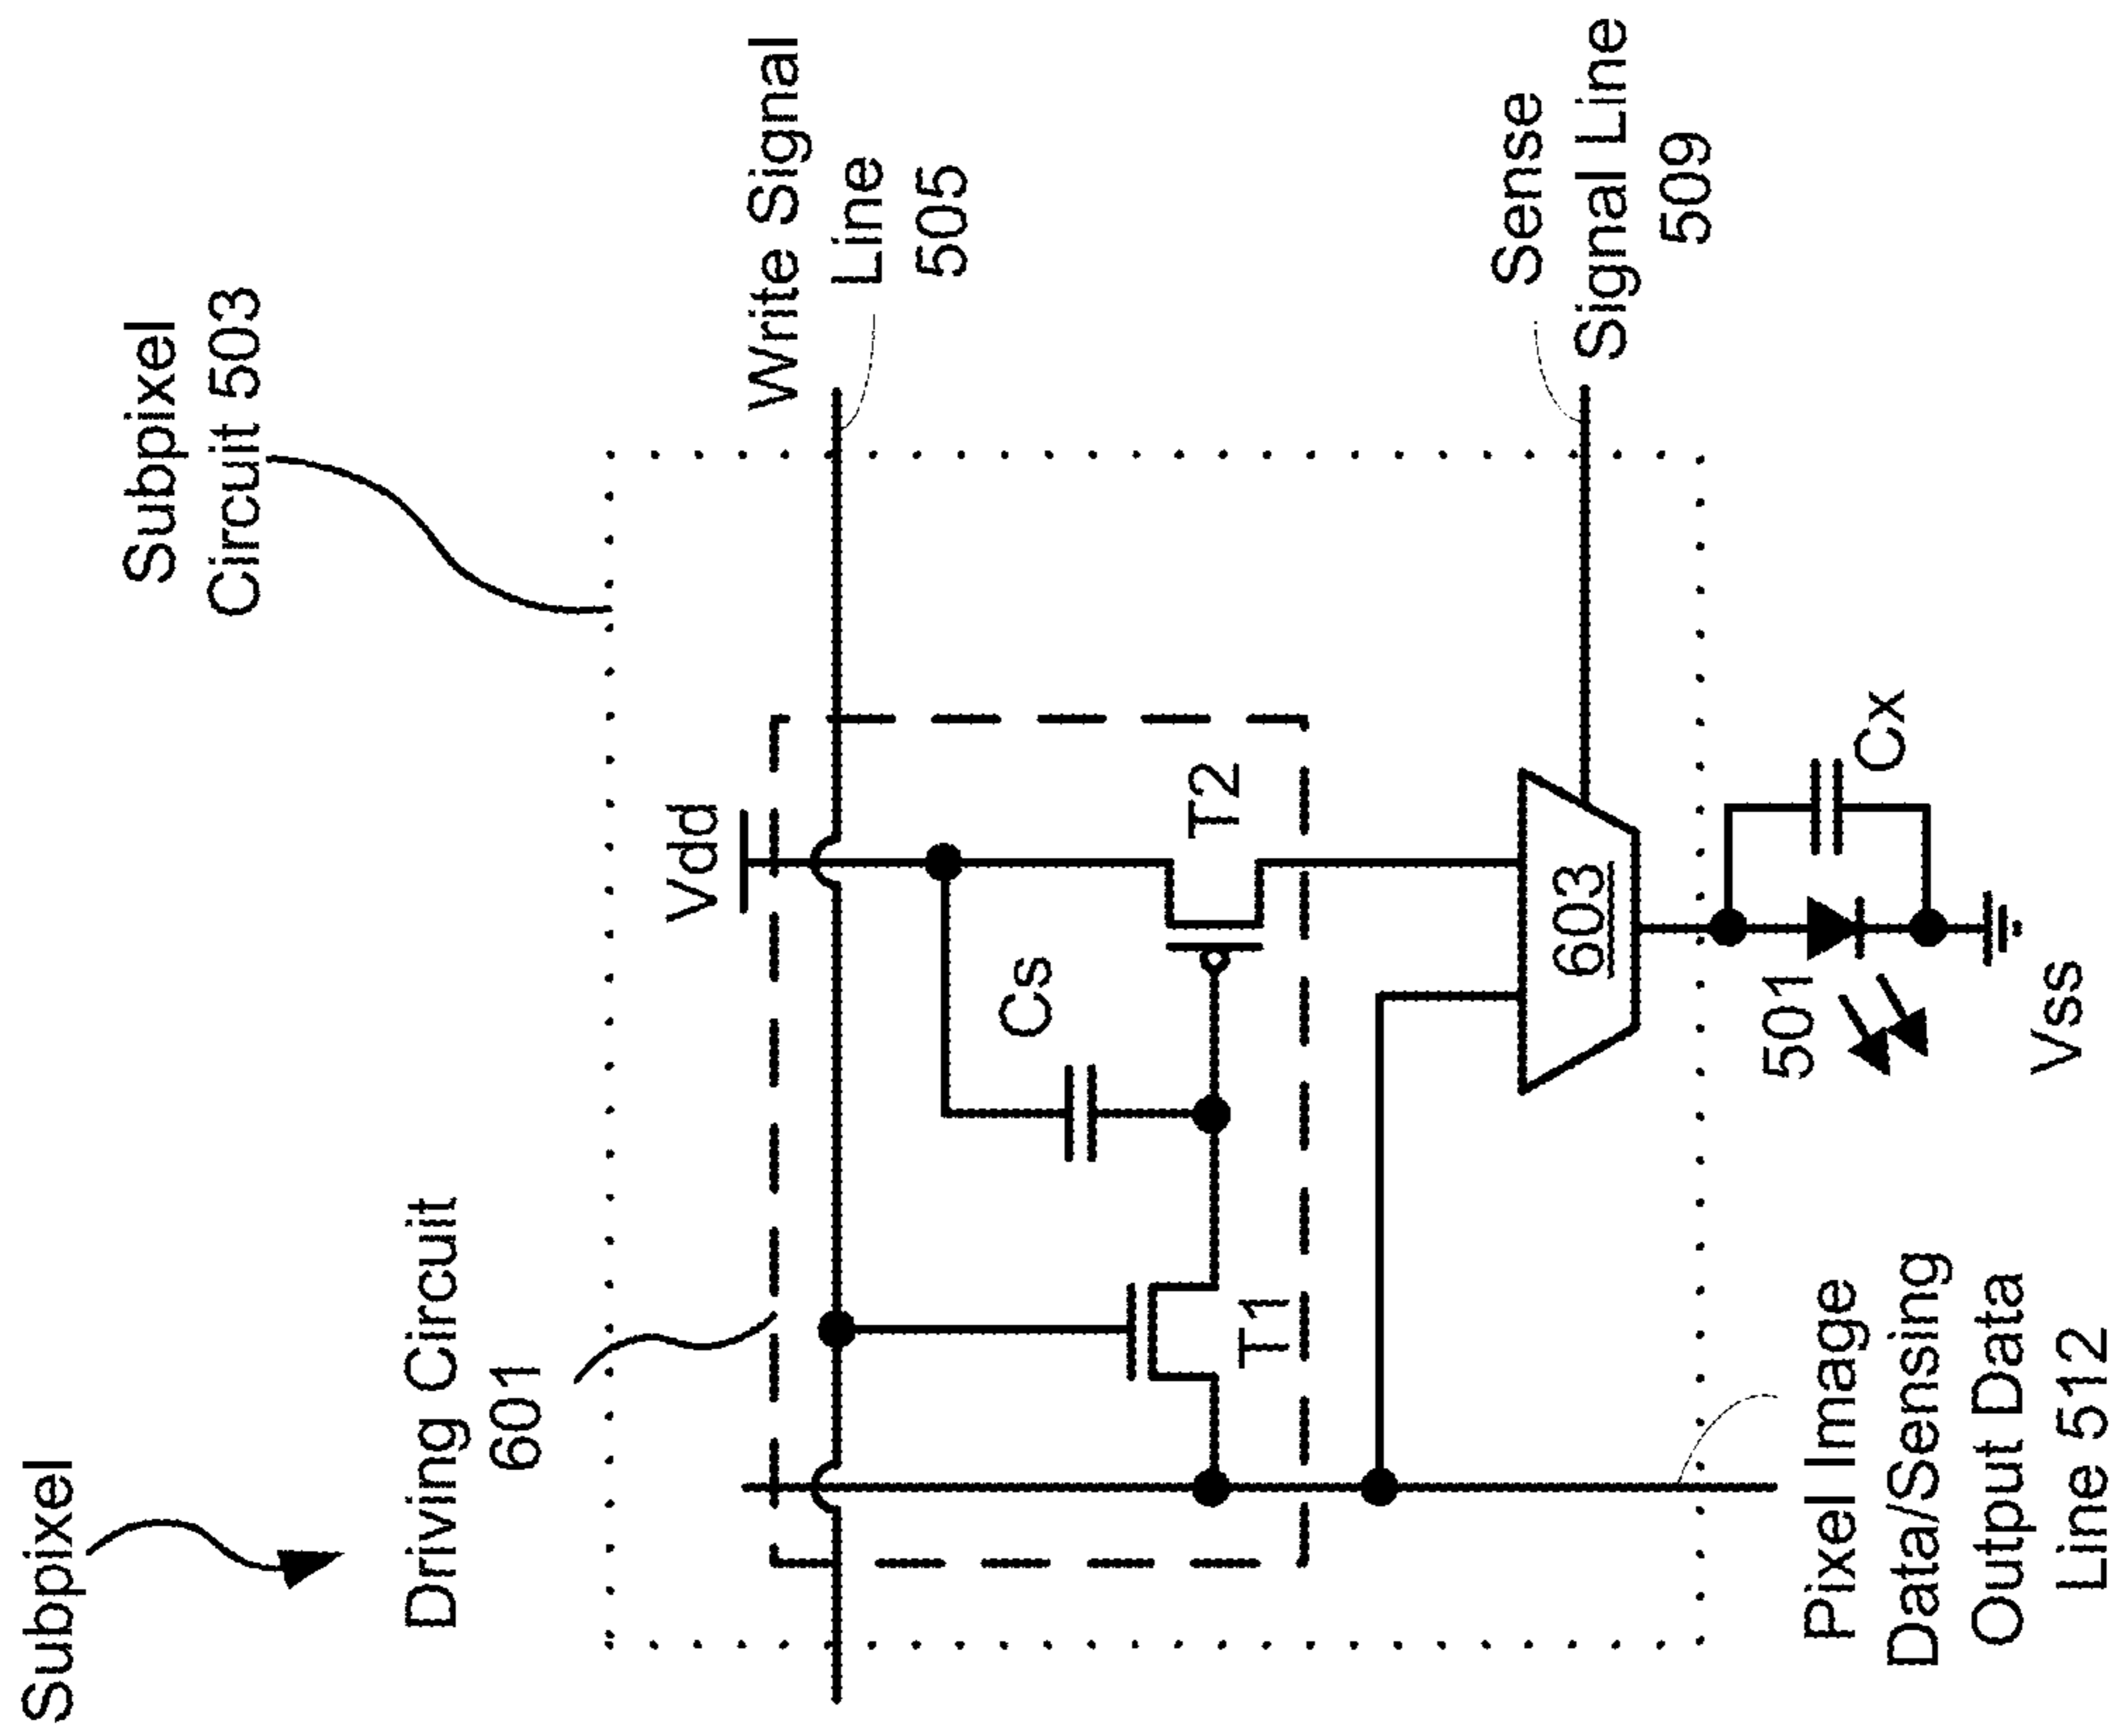 Subpixel
Subpixel
Circuit 503
Driving Circuit
601
Write Signal
Line
505
Vdd
Cs
T2
T1
603
Sense
Signal Line
509
501
Cx
Vss
Pixel Image
Data/Sensing
Output Data
Line 512